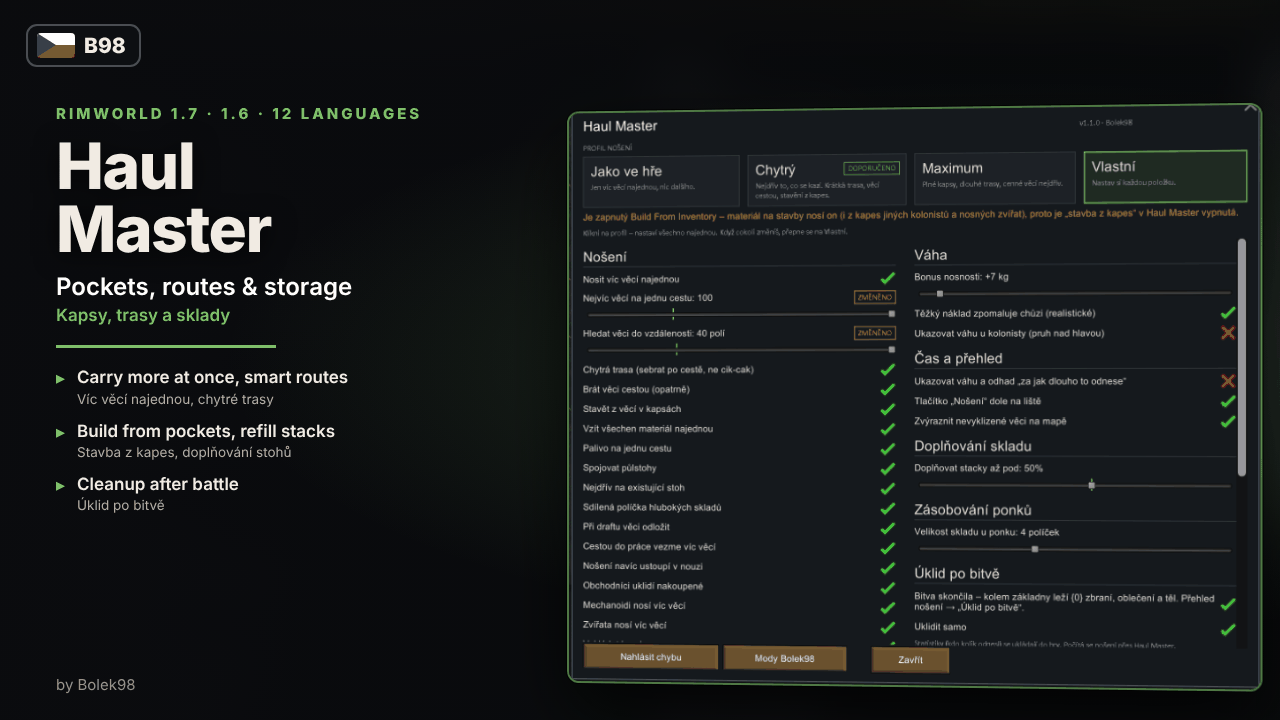 B98
RIMWORLD 1.7 · 1.6 · 12 LANGUAGES
Haul
Master
Pockets, routes & storage
Kapsy, trasy a sklady
Carry more at once, smart routes
Víc věcí najednou, chytré trasy
Build from pockets, refill stacks
Stavba z kapes, doplňování stohů
Cleanup after battle
Úklid po bitvě
by Bolek98
Haul Master
v1.1.0 · Bolek98
PROFIL NOŠENÍ
Jako ve hře
Jen víc věcí najednou, nic dalšího.
Chytrý
DOPORUČENO
Nejdřív to, co se kazí. Krátká trasa, věci
cestou, stavění z kapes.
Maximum
Plné kapsy, dlouhé trasy, cenné věci nejdřív.
Vlastní
Nastav si každou položku.
Je zapnutý Build From Inventory – materiál na stavby nosí on (i z kapes jiných kolonistů a nosných zvířat), proto je „stavba z kapes“ v Haul Master vypnutá.
Klikni na profil – nastaví všechno najednou. Když cokoli změníš, přepne se na Vlastní.
Nošení
Nosit víc věcí najednou
Nejvíc věcí na jednu cestu: 100
ZMĚNĚNO
Hledat věci do vzdálenosti: 40 polí
ZMĚNĚNO
Chytrá trasa (sebrat po cestě, ne cik-cak)
Brát věci cestou (opatrně)
Stavět z věcí v kapsách
Vzít všechen materiál najednou
Palivo na jednu cestu
Spojovat půlstohy
Nejdřív na existující stoh
Sdílená políčka hlubokých skladů
Při draftu věci odložit
Cestou do práce vezme víc věcí
Nošení navíc ustoupí v nouzi
Obchodníci uklidí nakoupené
Mechanoidi nosí víc věcí
Zvířata nosí víc věcí
Váha
Bonus nosnosti: +7 kg
Těžký náklad zpomaluje chůzi (realistické)
Ukazovat váhu u kolonisty (pruh nad hlavou)
Čas a přehled
Ukazovat váhu a odhad „za jak dlouho to odnese“
Tlačítko „Nošení“ dole na liště
Zvýraznit nevyklizené věci na mapě
Doplňování skladu
Doplňovat stacky až pod: 50%
Zásobování ponků
Velikost skladu u ponku: 4 políček
Úklid po bitvě
Bitva skončila – kolem základny leží {0} zbraní, oblečení a těl. Přehled
nošení → „Úklid po bitvě“.
Uklidit samo
Nahlásit chybu
Mody Bolek98
Zavřít